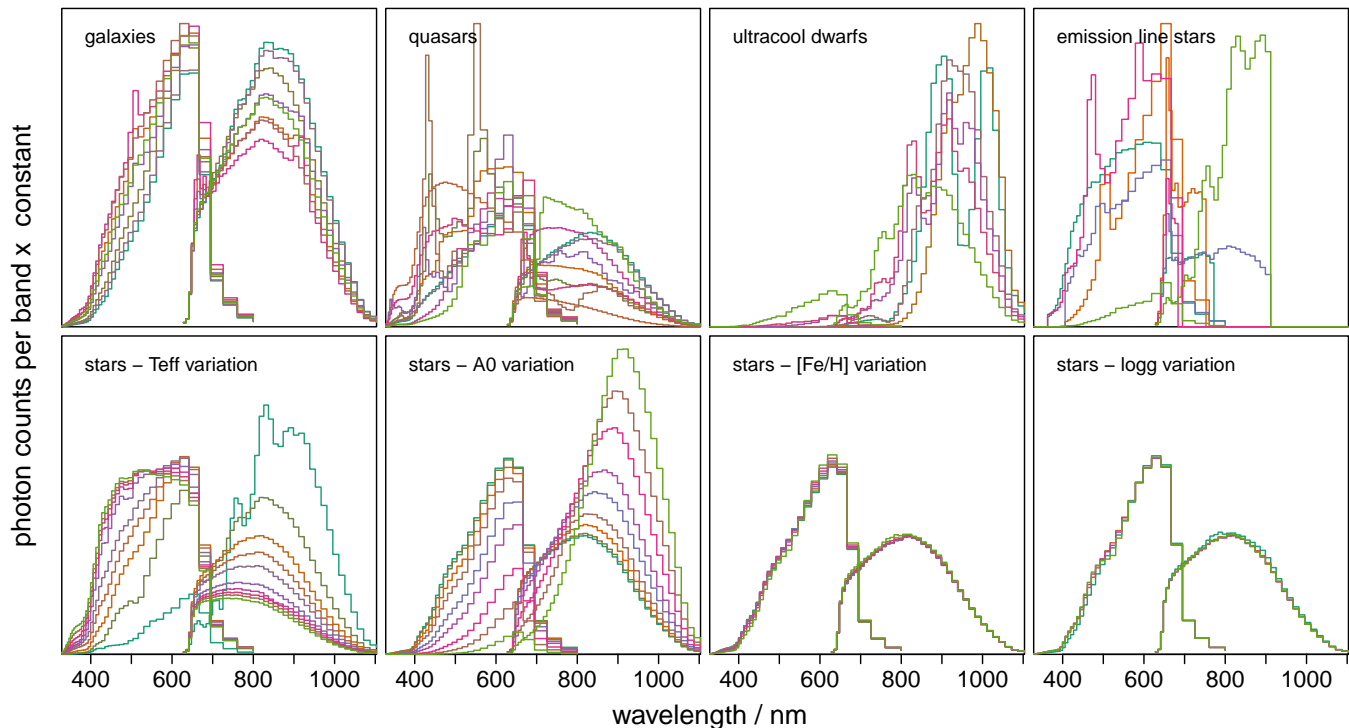 galaxies
quasars
ultracool dwarfs
emission line stars
photon counts per band x constant
stars − Teff variation
stars − A0 variation
stars − [Fe/H] variation
stars − logg variation
400 600 800 1000 400 600 800 1000 400 600 800 1000 400 600 800 1000
wavelength / nm